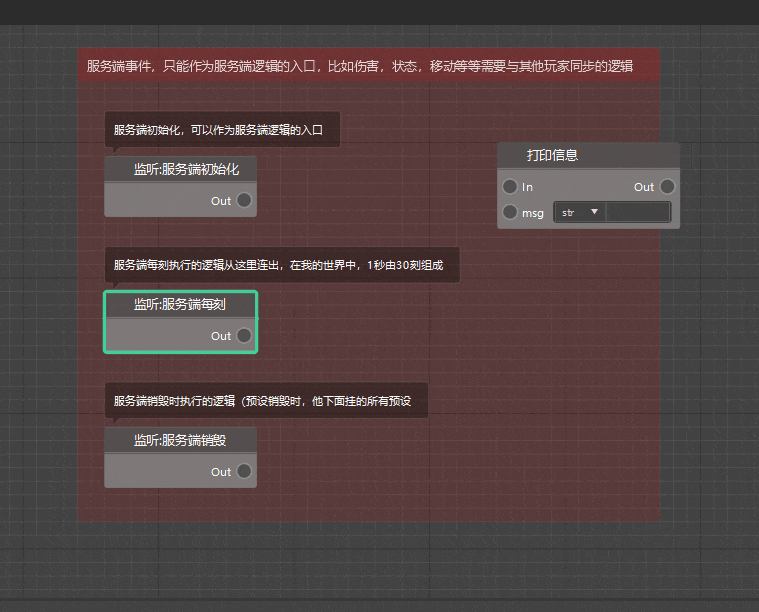 服务端事件，只能作为服务端逻辑的入口，比如伤害，状态，移动等等需要与其他玩家同步的逻辑
服务端初始化，可以作为服务端逻辑的入口
监听:服务端初始化
Out
打印信息
In
Out
msg
str
服务端每刻执行的逻辑从这里连出，在我的世界中，1秒由30刻组成
监听:服务端每刻
Out
服务端销毁时执行的逻辑（预设销毁时，他下面挂的所有预设
监听:服务端销毁
Out